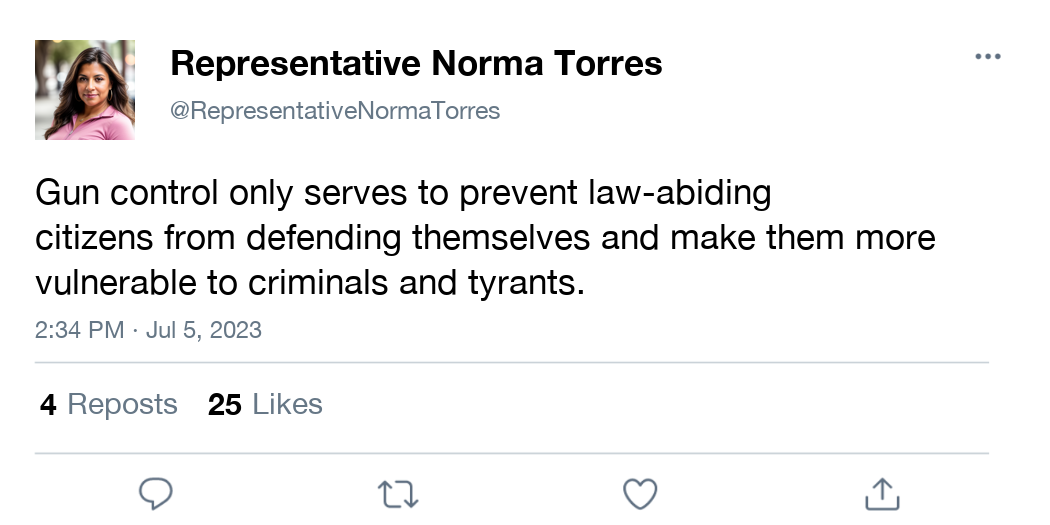 Representative Norma Torres
@RepresentativeNormaTorres
Gun control only serves to prevent law-abiding
citizens from defending themselves and make them more
vulnerable to criminals and tyrants.
2:34 PM · Jul 5, 2023
4 Reposts 25 Likes